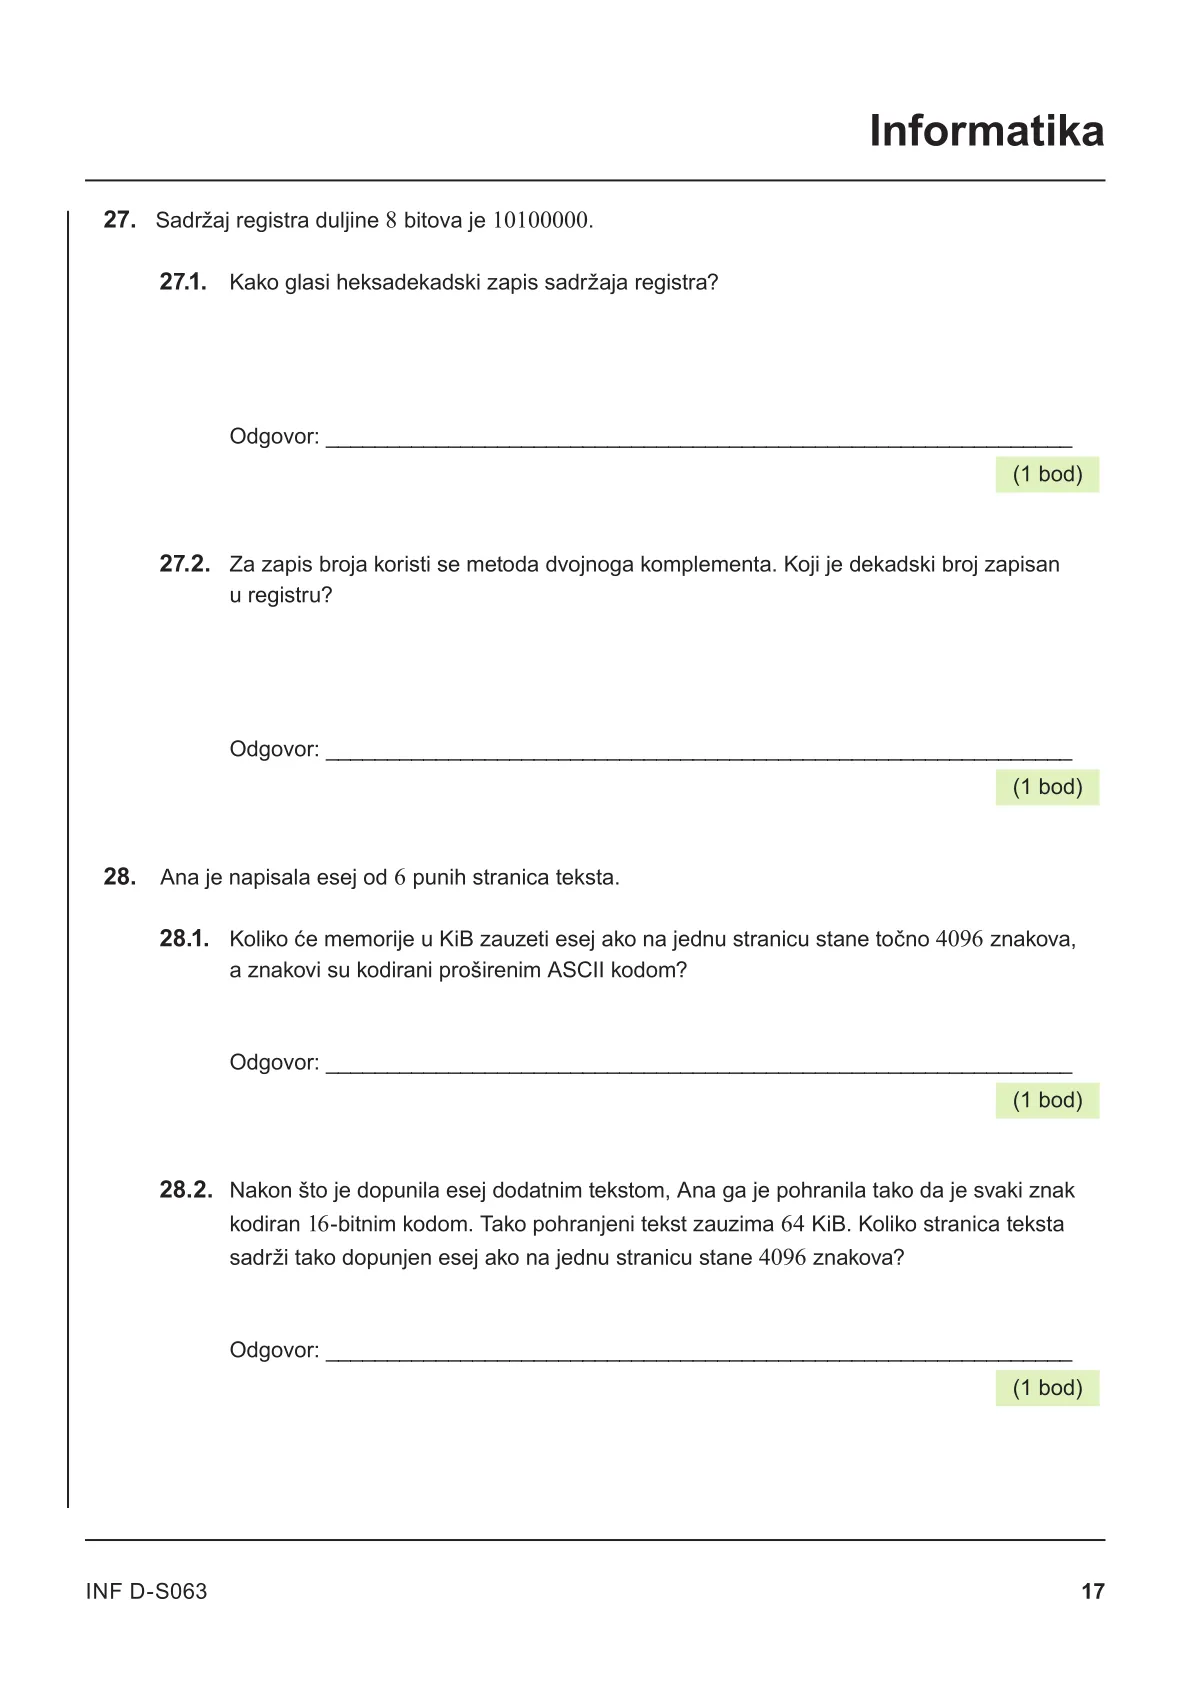 Informatika
27. Sadržaj registra duljine 8 bitova je 10100000.
27.1. Kako glasi heksadekadski zapis sadržaja registra?
Odgovor: _____________________________________________________________
(1 bod)
27.2. Za zapis broja koristi se metoda dvojnoga komplementa. Koji je dekadski broj zapisan
u registru?
Odgovor: _____________________________________________________________
(1 bod)
28. Ana je napisala esej od 6 punih stranica teksta.
28.1. Koliko će memorije u KiB zauzeti esej ako na jednu stranicu stane točno 4096 znakova,
a znakovi su kodirani proširenim ASCII kodom?
Odgovor: _____________________________________________________________
(1 bod)
28.2. Nakon što je dopunila esej dodatnim tekstom, Ana ga je pohranila tako da je svaki znak
kodiran 16-bitnim kodom. Tako pohranjeni tekst zauzima 64 KiB. Koliko stranica teksta
sadrži tako dopunjen esej ako na jednu stranicu stane 4096 znakova?
Odgovor: _____________________________________________________________
(1 bod)
INF D-S063
17